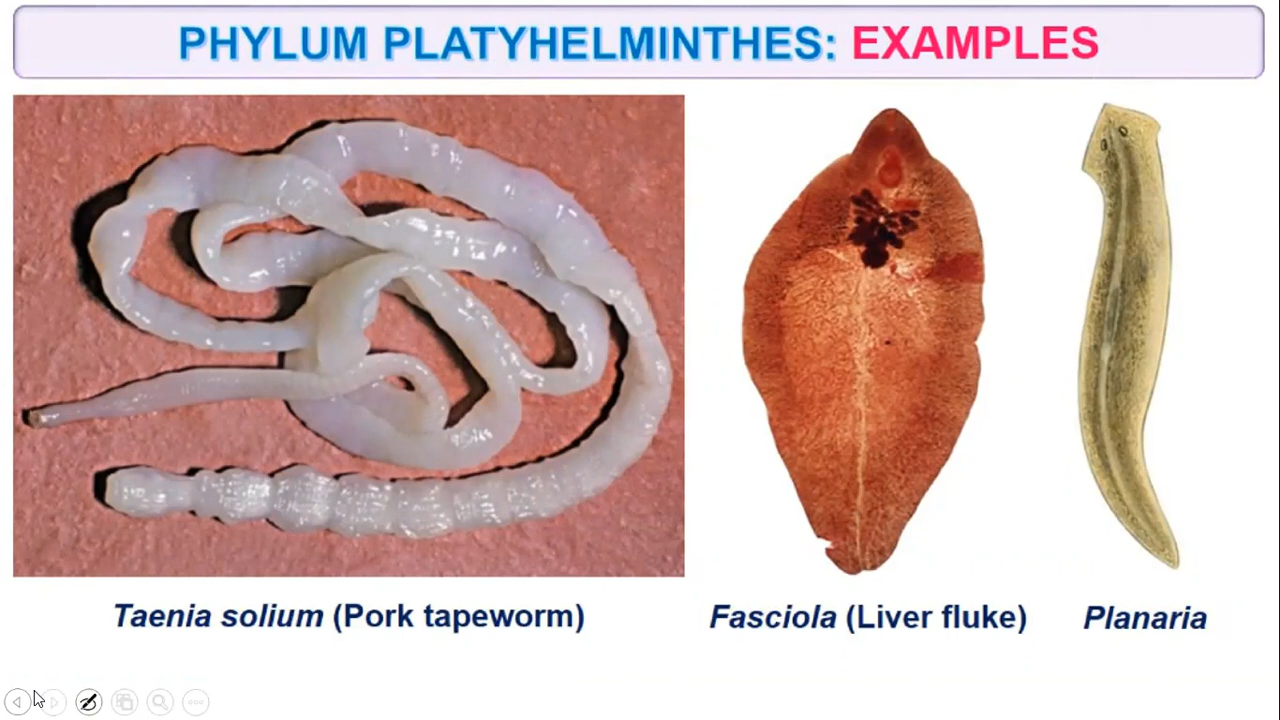 PHYLUM PLATYHELMINTHES: EXAMPLES
Taenia solium (Pork tapeworm)
Fasciola (Liver fluke)
Planaria